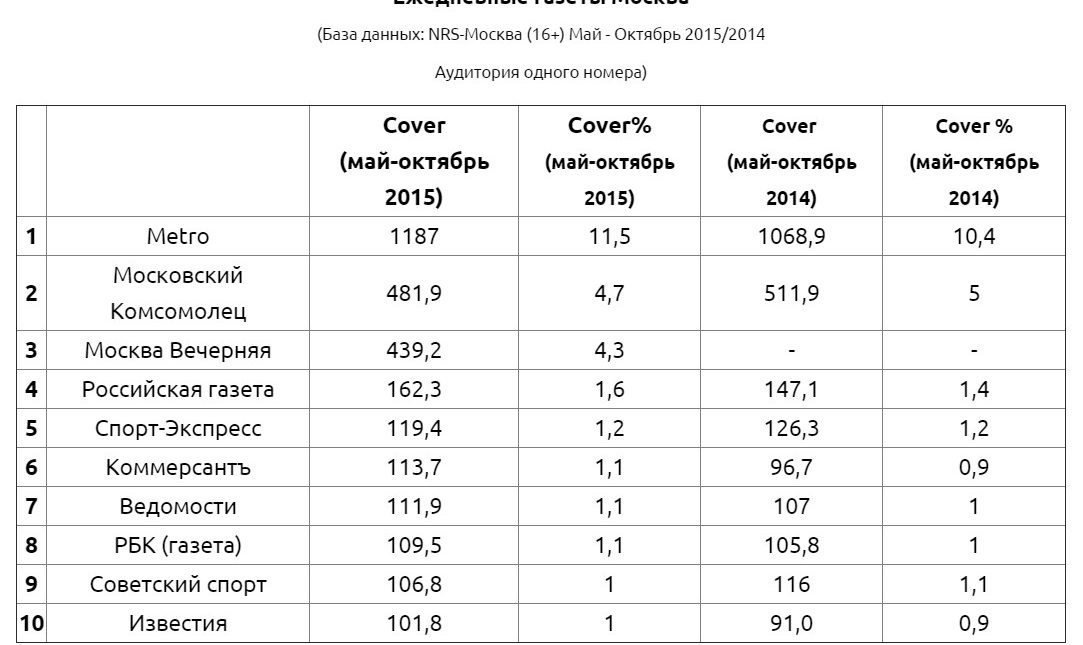 Ежедневные газеты Москва
(База данных: NRS-Москва (16+) Май - Октябрь 2015/2014
Аудитория одного номера)
Cover (май-октябрь 2015) Cover% (май-октябрь 2015) Cover (май-октябрь 2014) Cover % (май-октябрь 2014)
1 Metro 1187 11,5 1068,9 10,4
2 Московский Комсомолец 481,9 4,7 511,9 5
3 Москва Вечерняя 439,2 4,3 - -
4 Российская газета 162,3 1,6 147,1 1,4
5 Спорт-Экспресс 119,4 1,2 126,3 1,2
6 Коммерсантъ 113,7 1,1 96,7 0,9
7 Ведомости 111,9 1,1 107 1
8 РБК (газета) 109,5 1,1 105,8 1
9 Советский спорт 106,8 1 116 1,1
10 Известия 101,8 1 91,0 0,9